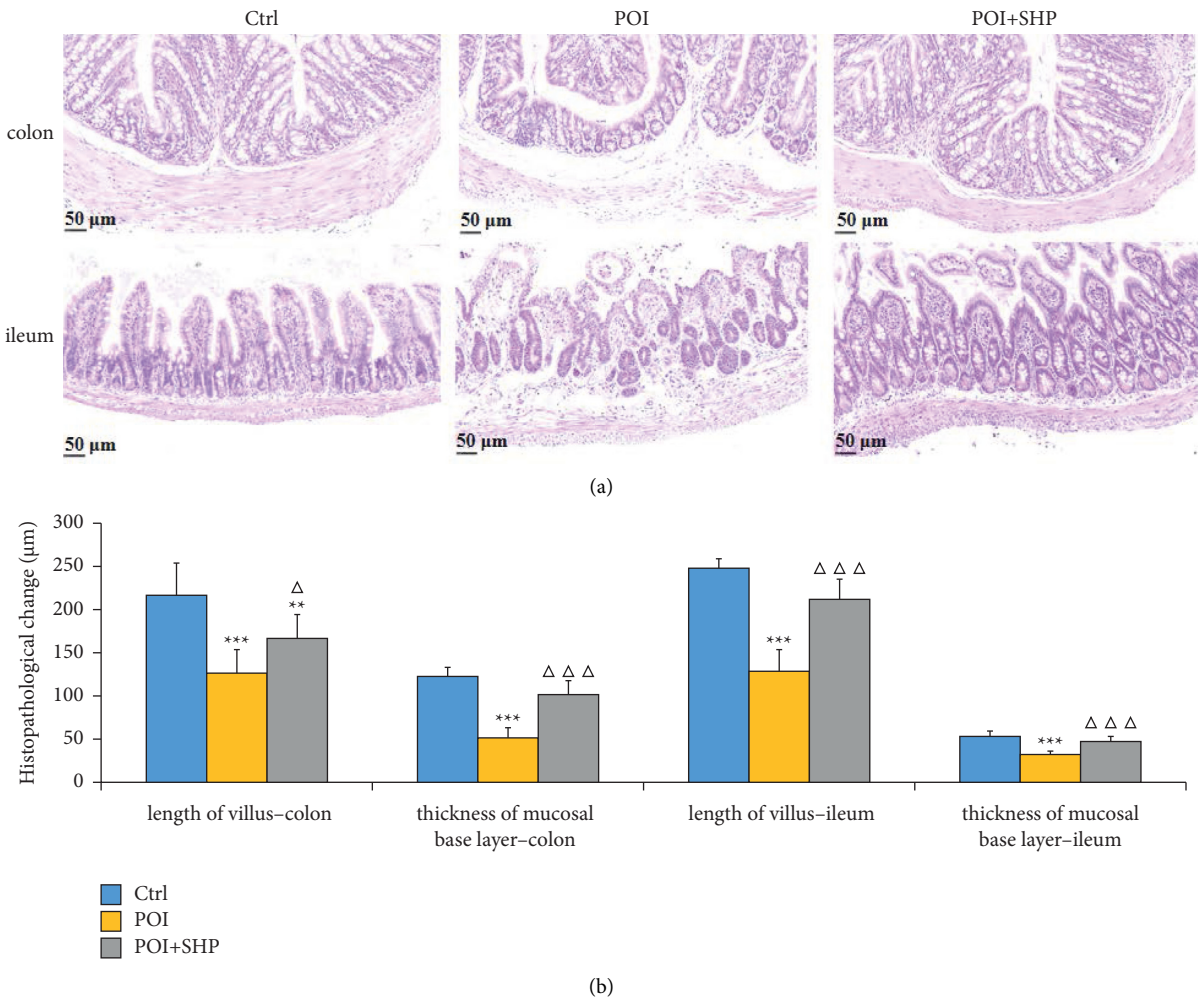 Ctrl POI POI+SHP
colon
50 μm 50 μm 50 μm
ileum
50 μm 50 μm 50 μm
(a)
Histopathological change (μm)
300
250
200
150
100
50
0
*** ** △
*** △ △ △
*** △ △ △
*** △ △ △
length of villus–colon
thickness of mucosal
base layer–colon
length of villus–ileum
thickness of mucosal
base layer–ileum
Ctrl
POI
POI+SHP
(b)